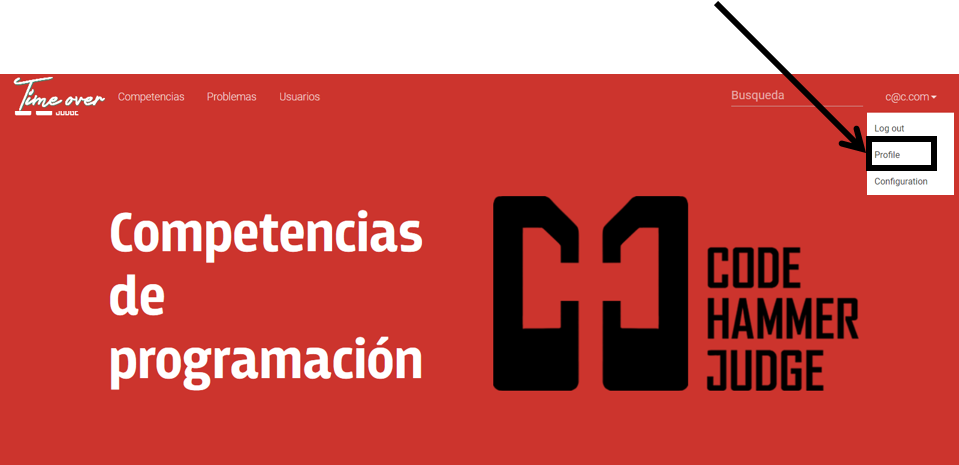 Time over
JUDGE
Competencias Problemas Usuarios
Busqueda
c@c.com
Log out
Profile
Configuration
Competencias
de
programación
CODE
HAMMER
JUDGE